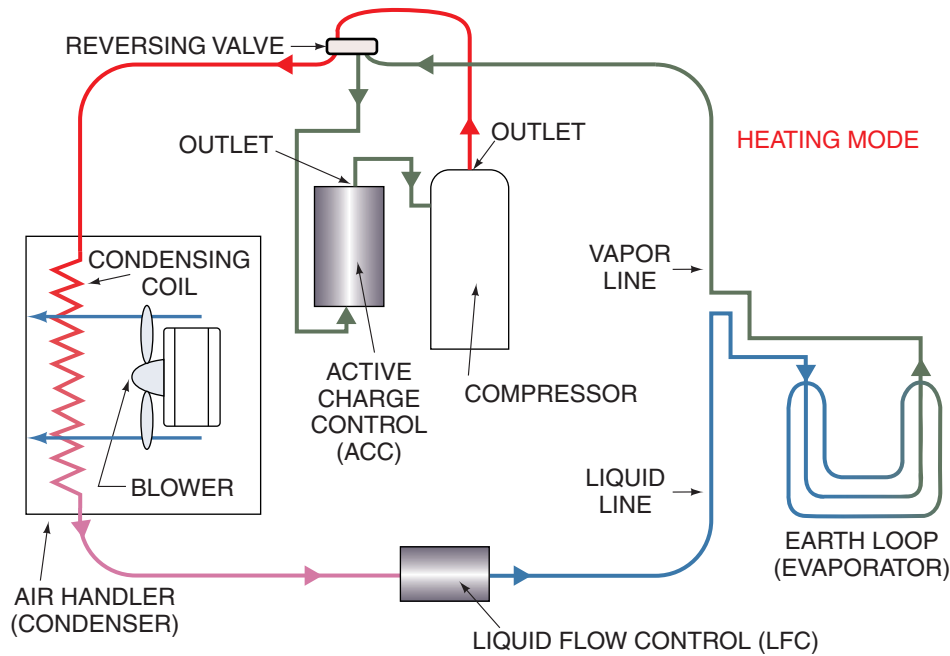 REVERSING VALVE
OUTLET
OUTLET
HEATING MODE
CONDENSING
COIL
VAPOR
LINE
ACTIVE
CHARGE
CONTROL
(ACC)
COMPRESSOR
BLOWER
LIQUID
LINE
EARTH LOOP
(EVAPORATOR)
AIR HANDLER
(CONDENSER)
LIQUID FLOW CONTROL (LFC)